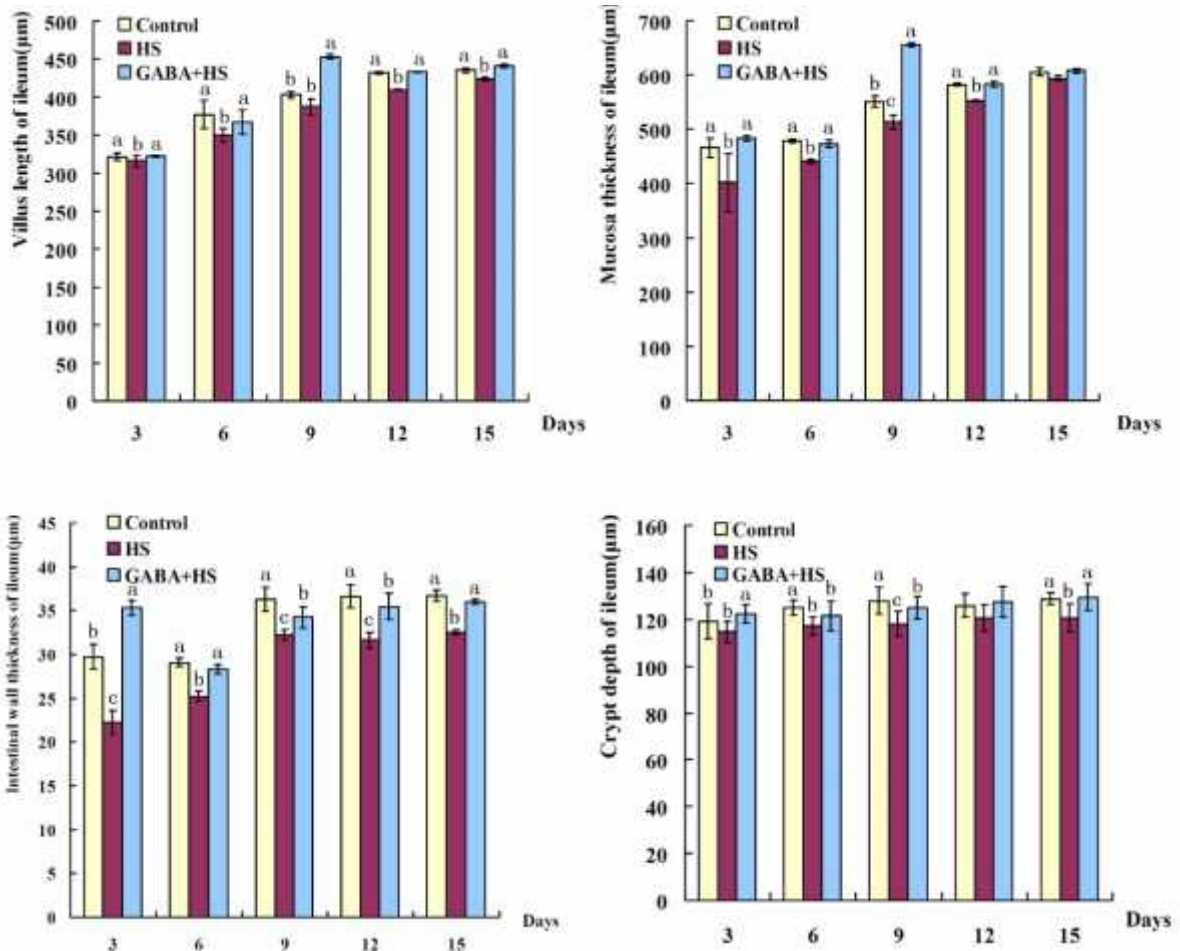 Villus length of ileum(μm)
500
450
400
350
300
250
200
150
100
50
0
Control
HS
GABA+HS
a b a
a b a
b b a
a b a
a b a
3 6 9 12 15
Days
Mucosa thickness of ileum(μm)
700
600
500
400
300
200
100
0
Control
HS
GABA+HS
a b a
a b a
b c a
a b a
3 6 9 12 15
Days
Intestinal wall thickness of ileum(μm)
45
40
35
30
25
20
15
10
5
0
Control
HS
GABA+HS
b c a
a b a
a c b
a c b
a b a
3 6 9 12 15
Days
Crypt depth of ileum(μm)
160
140
120
100
80
60
40
20
0
Control
HS
GABA+HS
b b a
a b b
a c b
a b a
3 6 9 12 15
Days